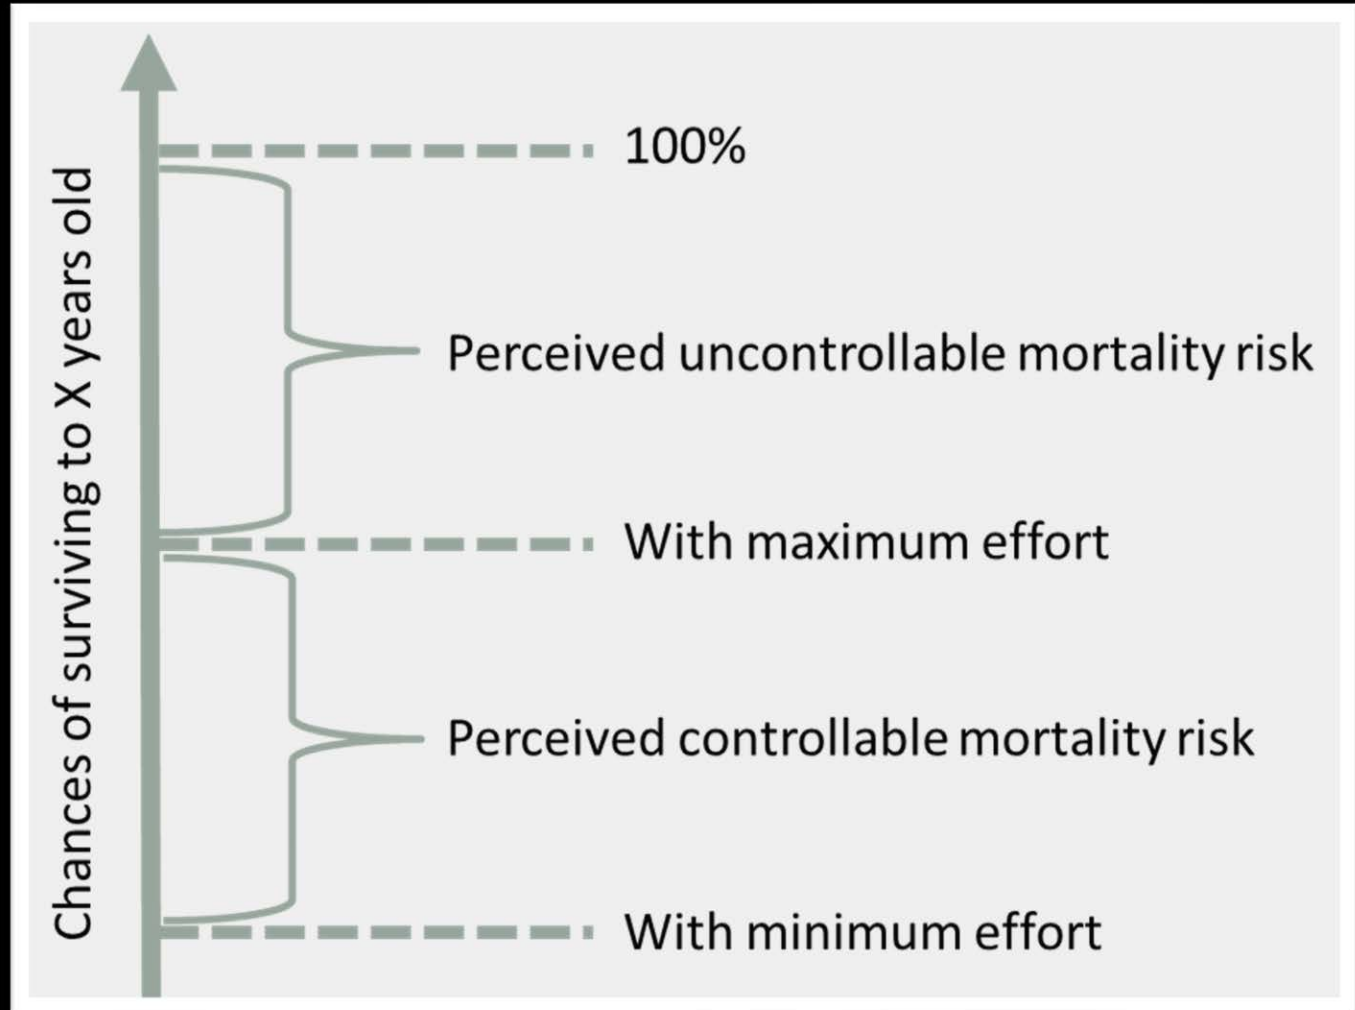 Chances of surviving to X years old
100%
Perceived uncontrollable mortality risk
With maximum effort
Perceived controllable mortality risk
With minimum effort